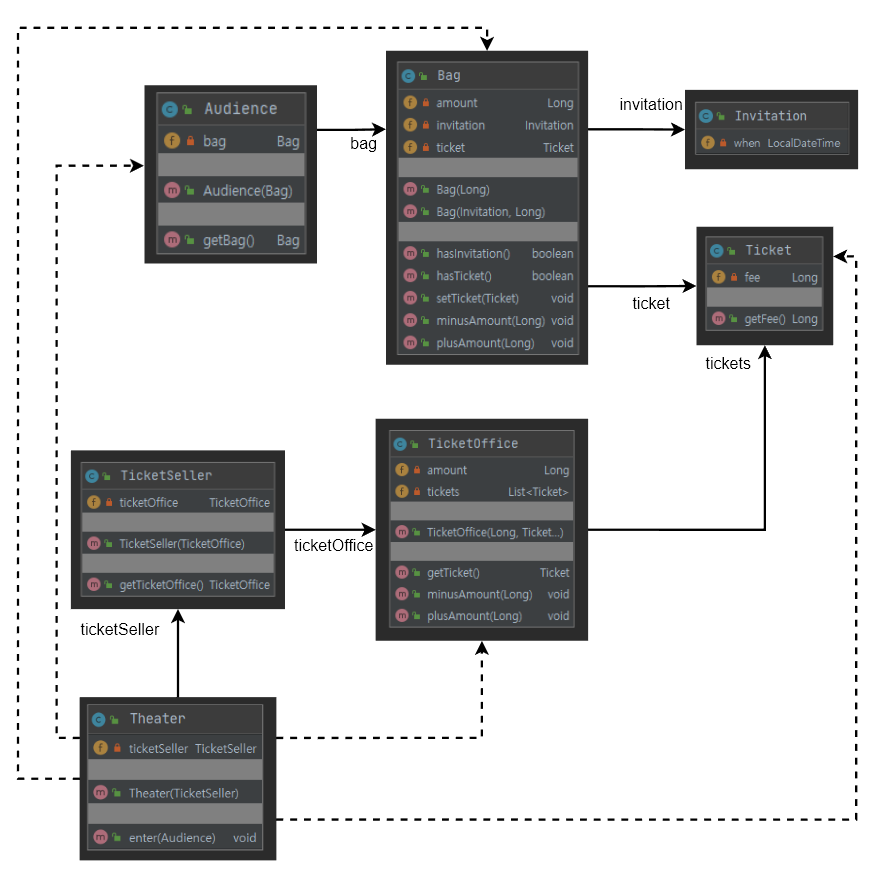 Bag
amount Long
invitation Invitation
ticket Ticket
Bag(Long)
Bag(Invitation, Long)
hasInvitation() boolean
hasTicket() boolean
setTicket(Ticket) void
minusAmount(Long) void
plusAmount(Long) void
Audience
bag Bag
Audience(Bag)
getBag() Bag
bag
invitation
Invitation
when LocalDateTime
ticket
Ticket
fee Long
getFee() Long
tickets
TicketSeller
ticketOffice TicketOffice
TicketSeller(TicketOffice)
getTicketOffice() TicketOffice
ticketOffice
TicketOffice
amount Long
tickets List<Ticket>
TicketOffice(Long, Ticket...)
getTicket() Ticket
minusAmount(Long) void
plusAmount(Long) void
ticketSeller
Theater
ticketSeller TicketSeller
Theater(TicketSeller)
enter(Audience) void